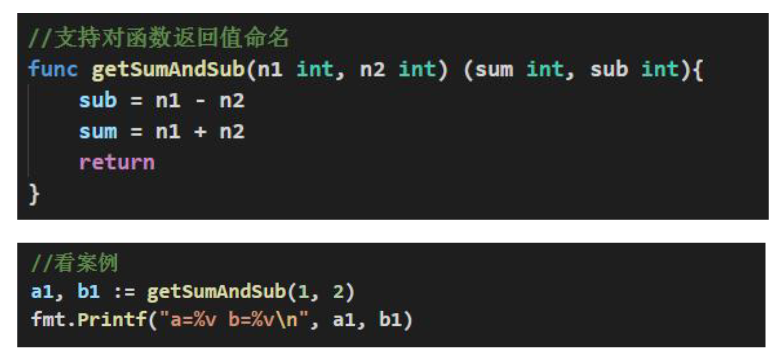 //支持对函数返回值命名
func getSumAndSub(n1 int, n2 int) (sum int, sub int){
    sub = n1 - n2
    sum = n1 + n2
    return
}
//看案例
a1, b1 := getSumAndSub(1, 2)
fmt.Printf("a=%v b=%v\n", a1, b1)